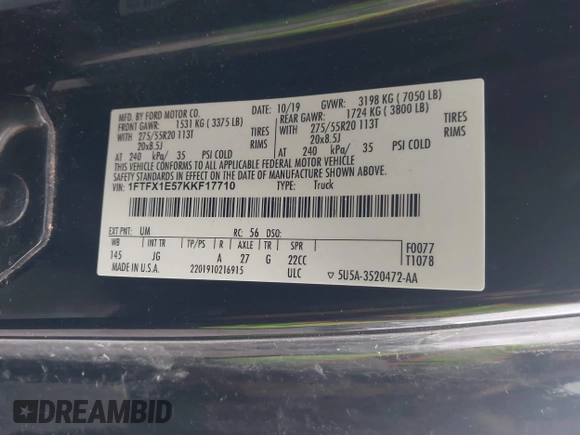 MFD. BY FORD MOTOR CO. 10/19 GVWR: 3198 KG ( 7050 LB)
FRONT GAWR: 1531 KG ( 3375 LB) REAR GAWR: 1724 KG ( 3800 LB)
WITH 275/55R20 113T TIRES WITH 275/55R20 113T TIRES
20x8.5J RIMS 20x8.5J RIMS
AT 240 kPa/ 35 PSI COLD AT 240 kPa/ 35 PSI COLD
THIS VEHICLE CONFORMS TO ALL APPLICABLE FEDERAL MOTOR VEHICLE
SAFETY STANDARDS IN EFFECT ON THE DATE OF MANUFACTURE SHOWN ABOVE.
VIN: 1FTFX1E57KKF17710 TYPE: Truck
EXT PNT: UM RC: 56 DSO:
WB INT TR TP/PS R AXLE TR SPR F0077
145 JG A 27 G 22CC T1078
MADE IN U.S.A. 2201910216915 ULC ▽ 5U5A-3520472-AA
DREAMBID